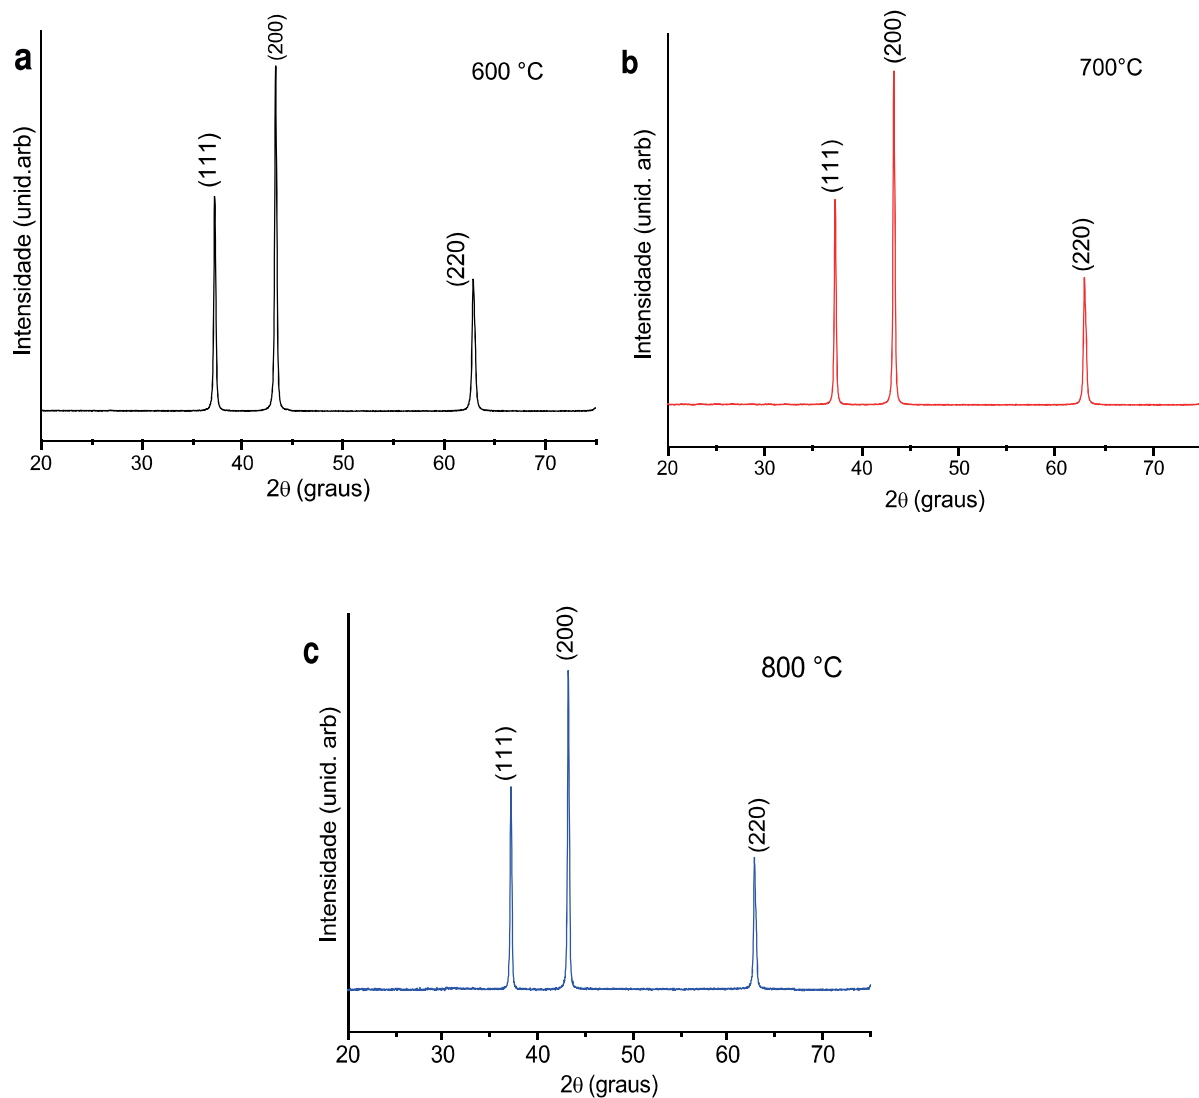 a
600 °C
(111)
(200)
(220)
Intensidade (unid.arb)
20 30 40 50 60 70
2θ (graus)
b
700°C
(111)
(200)
(220)
Intensidade (unid. arb)
20 30 40 50 60 70
2θ (graus)
c
800 °C
(111)
(200)
(220)
Intensidade (unid. arb)
20 30 40 50 60 70
2θ (graus)